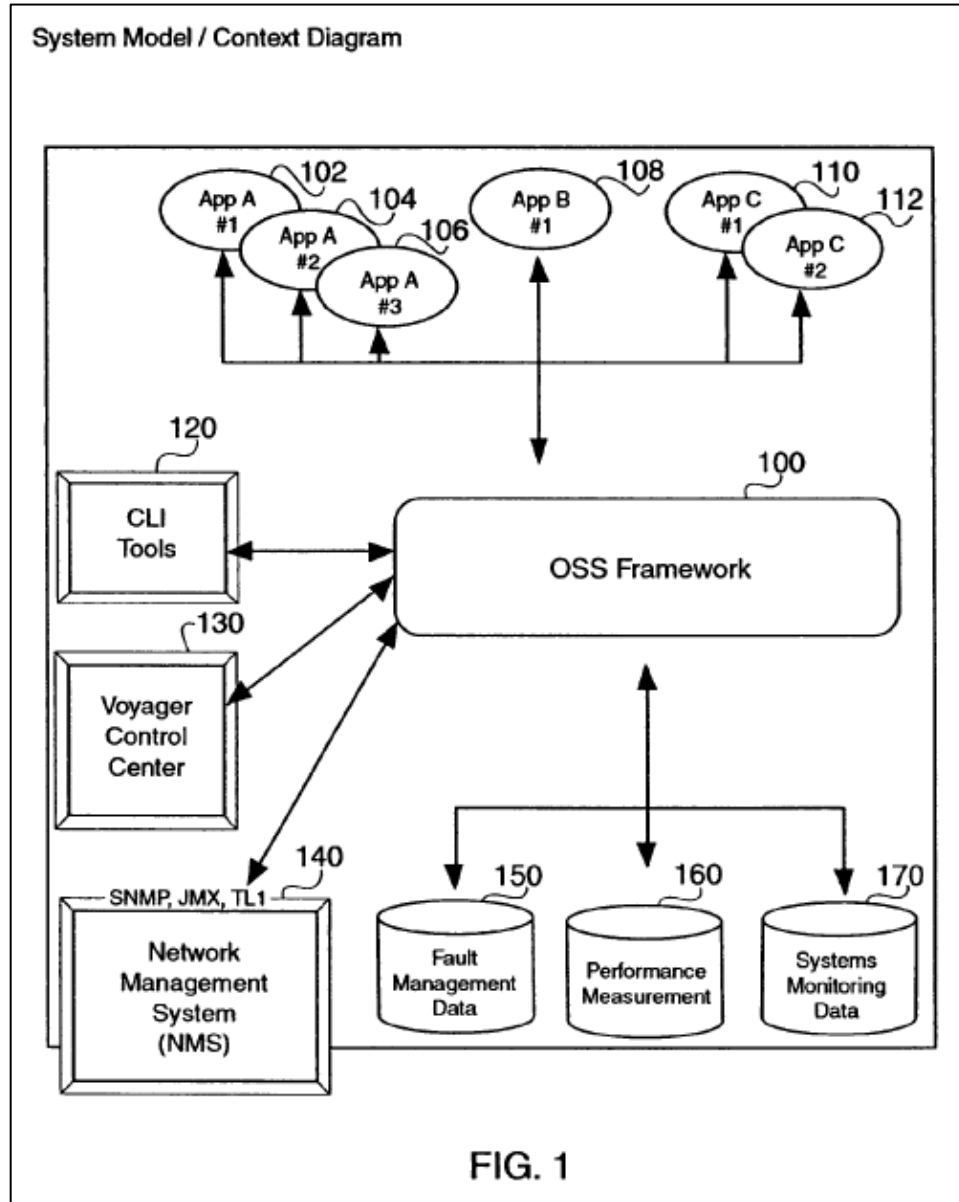 System Model / Context Diagram
102
App A
#1
104
App A
#2
106
App A
#3
108
App B
#1
110
App C
#1
112
App C
#2
120
CLI
Tools
100
OSS Framework
130
Voyager
Control
Center
140
SNMP, JMX, TL1
Network
Management
System
(NMS)
150
Fault
Management
Data
160
Performance
Measurement
170
Systems
Monitoring
Data
FIG. 1